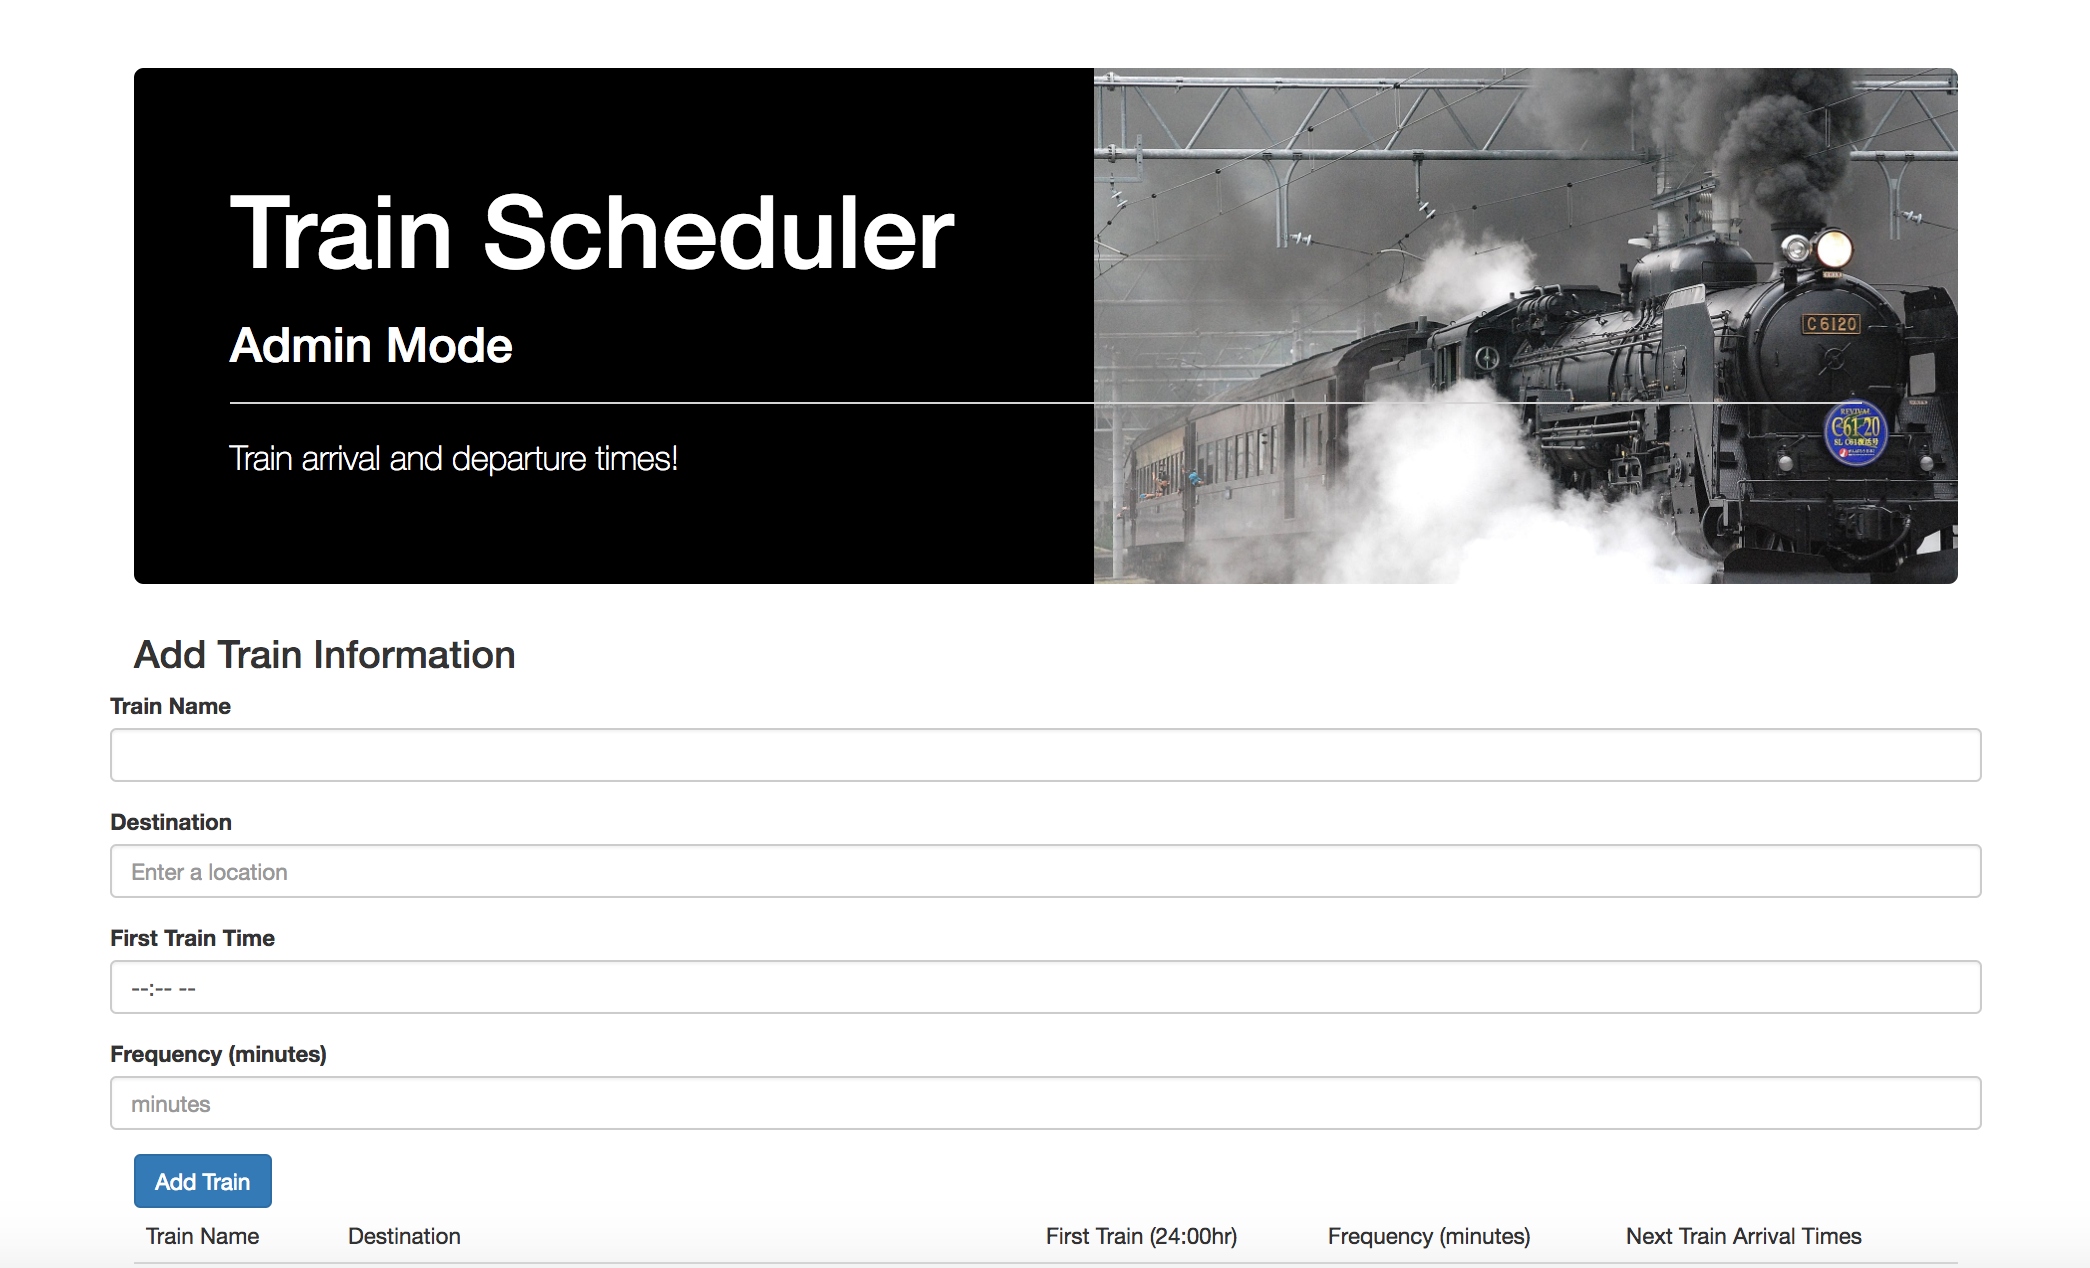 Train Scheduler
Admin Mode
Train arrival and departure times!
C6120
REVIVAL
C61 20
Add Train Information
Train Name
Destination
Enter a location
First Train Time
--:-- --
Frequency (minutes)
minutes
Add Train
Train Name Destination First Train (24:00hr) Frequency (minutes) Next Train Arrival Times